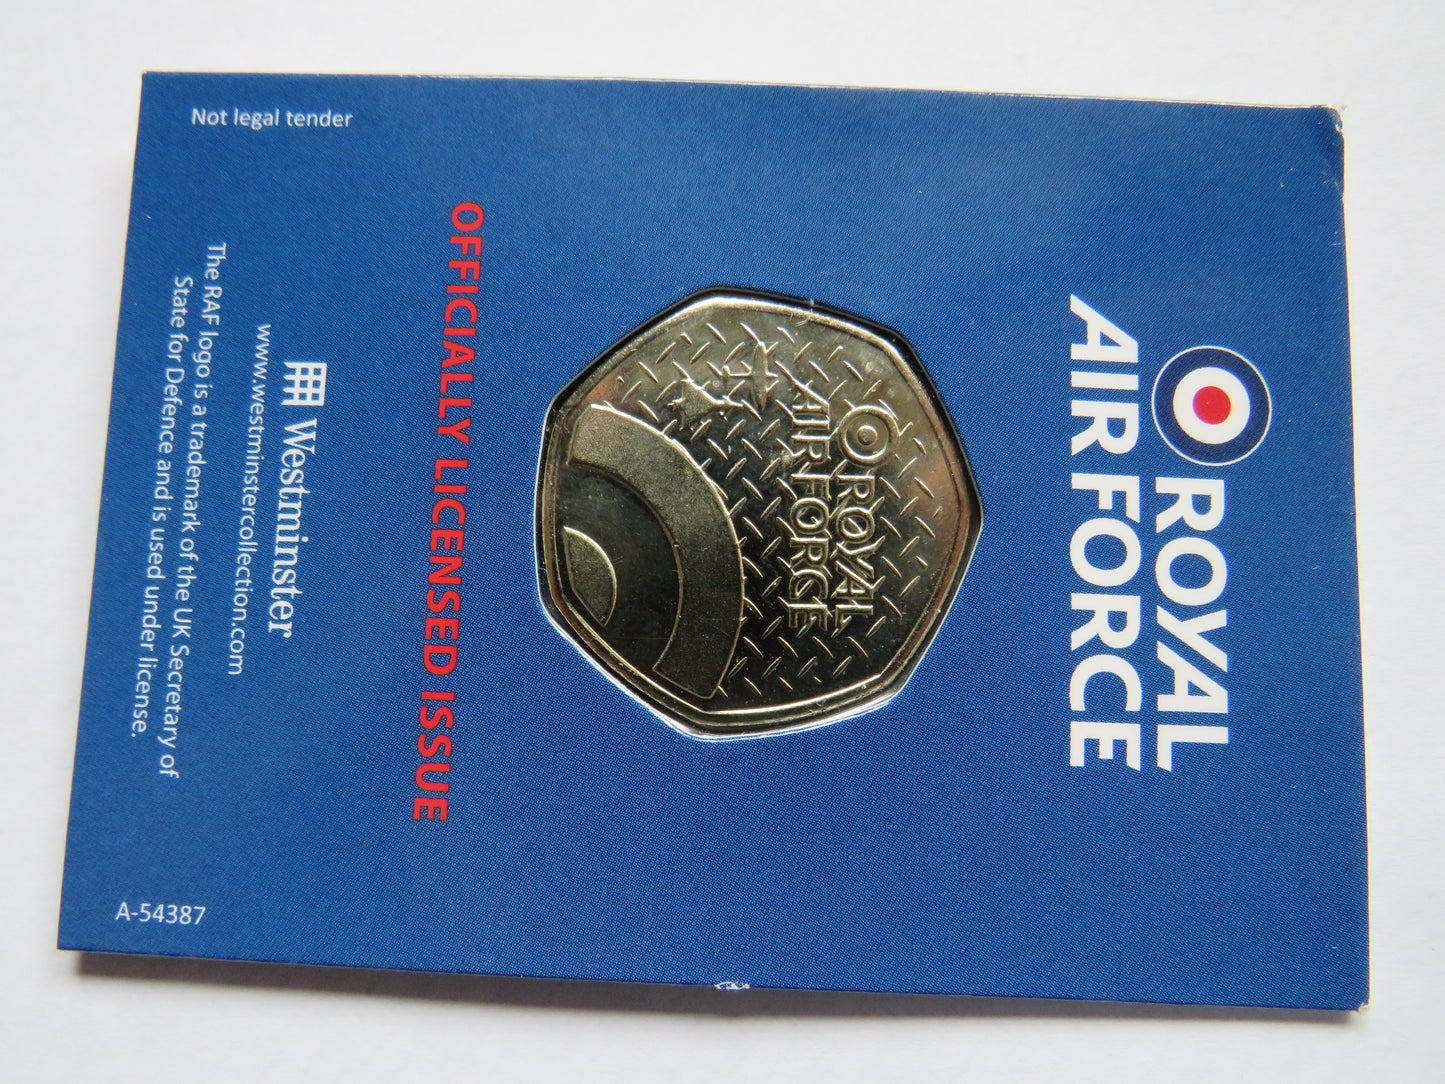 ROYAL
AIR FORCE
ROYAL
AIR FORCE
OFFICIALLY LICENSED ISSUE
Westminster
www.westminstercollection.com
The RAF logo is a trademark of the UK Secretary of
State for Defence and is used under license.
Not legal tender
A-54387